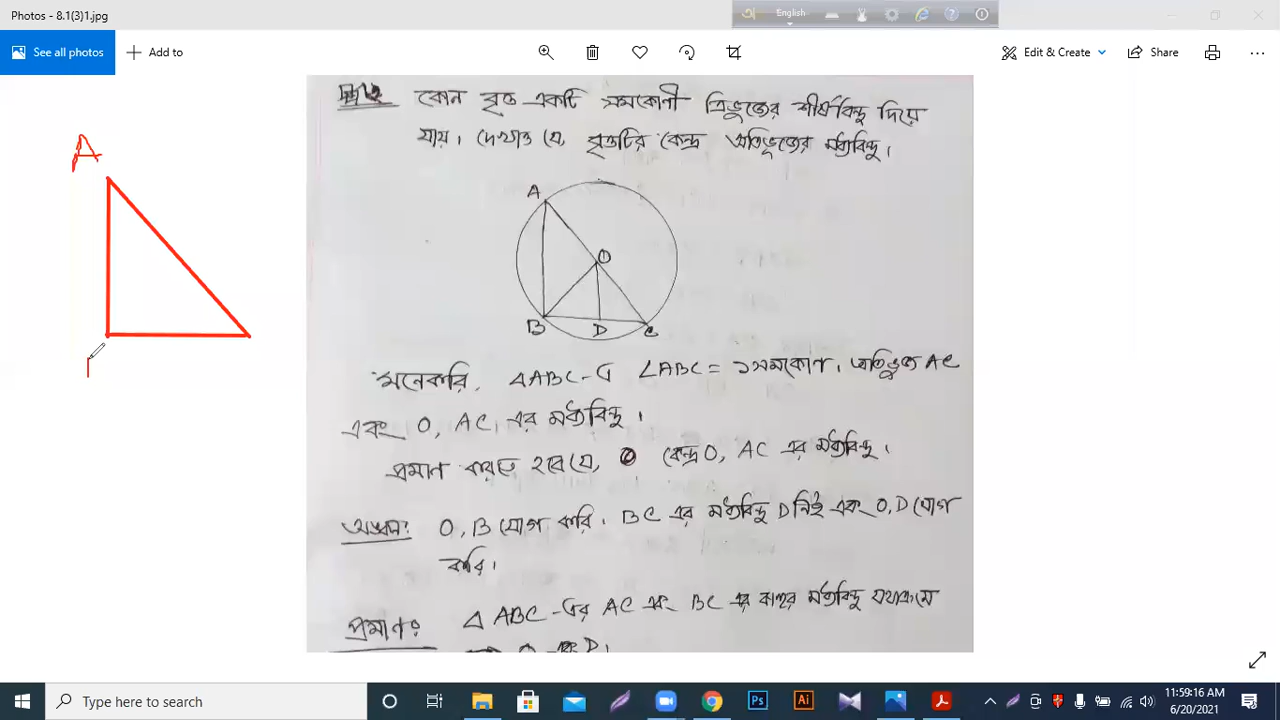 Photos - 8.1(3)1.jpg
English
See all photos
Add to
Edit & Create
Share
কোন বৃত্ত একটি সমকোণী ত্রিভুজের শীর্ষবিন্দু দিয়ে
যায়। দেখাও যে, বৃত্তটির কেন্দ্র অতিভুজের মধ্যবিন্দু।
A
A
O
B
D
C
মনেকরি, △ABC-এ ∠ABC = ১সমকোণ, অতিভুজ AC
এবং O, AC, এর মধ্যবিন্দু।
প্রমাণ করতে হবে যে, কেন্দ্র O, AC এর মধ্যবিন্দু।
অঙ্কন: O, B যোগ করি। BC এর মধ্যবিন্দু D নিই এবং O, D যোগ
করি।
প্রমাণঃ △ABC-এর AC এবং BC এর বাহুর মধ্যবিন্দু যথাক্রমে
Type here to search
11:59:16 AM
6/20/2021